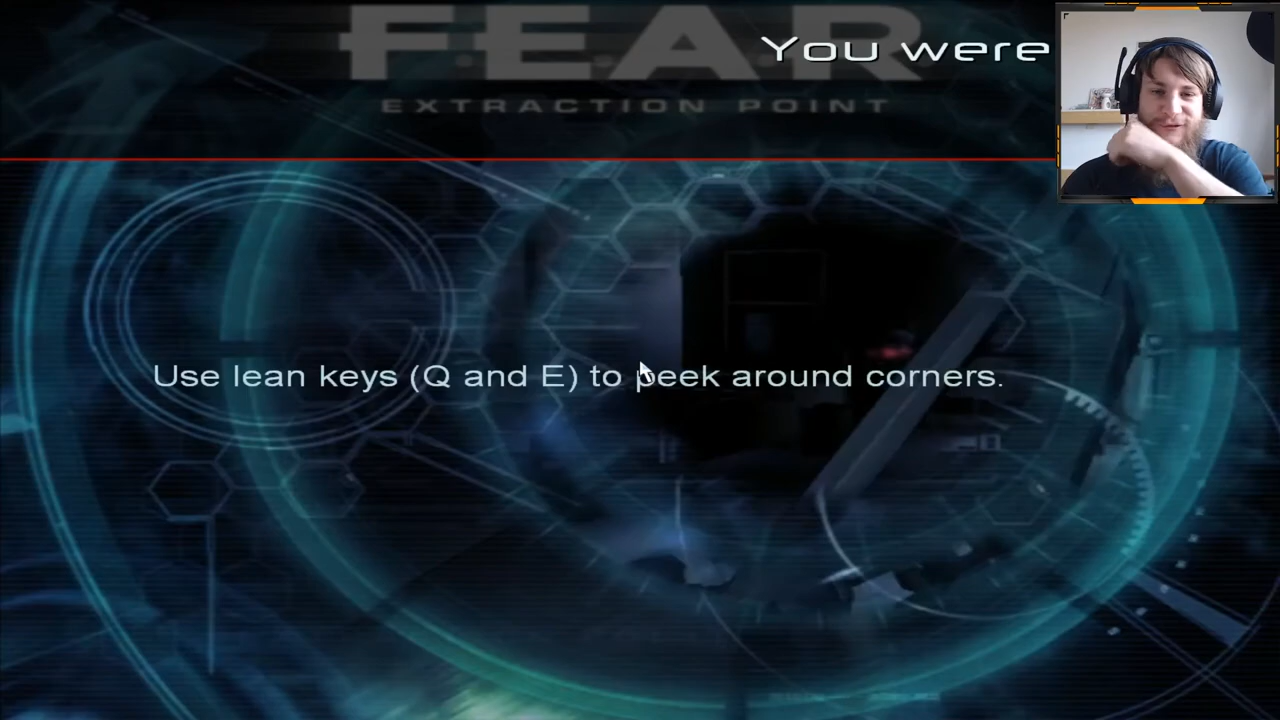 F.E.A.R
You were
EXTRACTION POINT
Use lean keys (Q and E) to peek around corners.